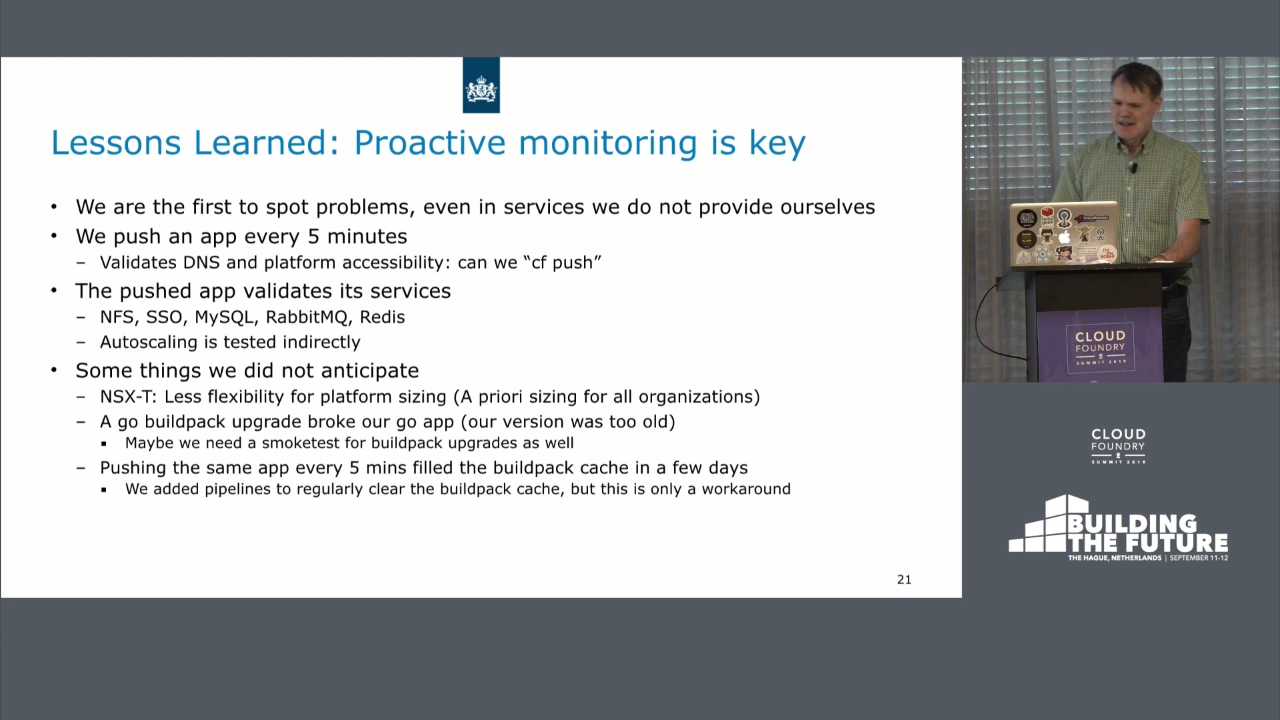 Lessons Learned: Proactive monitoring is key
• We are the first to spot problems, even in services we do not provide ourselves
• We push an app every 5 minutes
– Validates DNS and platform accessibility: can we “cf push”
• The pushed app validates its services
– NFS, SSO, MySQL, RabbitMQ, Redis
– Autoscaling is tested indirectly
• Some things we did not anticipate
– NSX-T: Less flexibility for platform sizing (A priori sizing for all organizations)
– A go buildpack upgrade broke our go app (our version was too old)
▪ Maybe we need a smoketest for buildpack upgrades as well
– Pushing the same app every 5 mins filled the buildpack cache in a few days
▪ We added pipelines to regularly clear the buildpack cache, but this is only a workaround
21
CLOUD
FOUNDRY
SUMMIT 2019
CLOUD
FOUNDRY
SUMMIT 2019
BUILDING
THE FUTURE
THE HAGUE, NETHERLANDS | SEPTEMBER 11-12